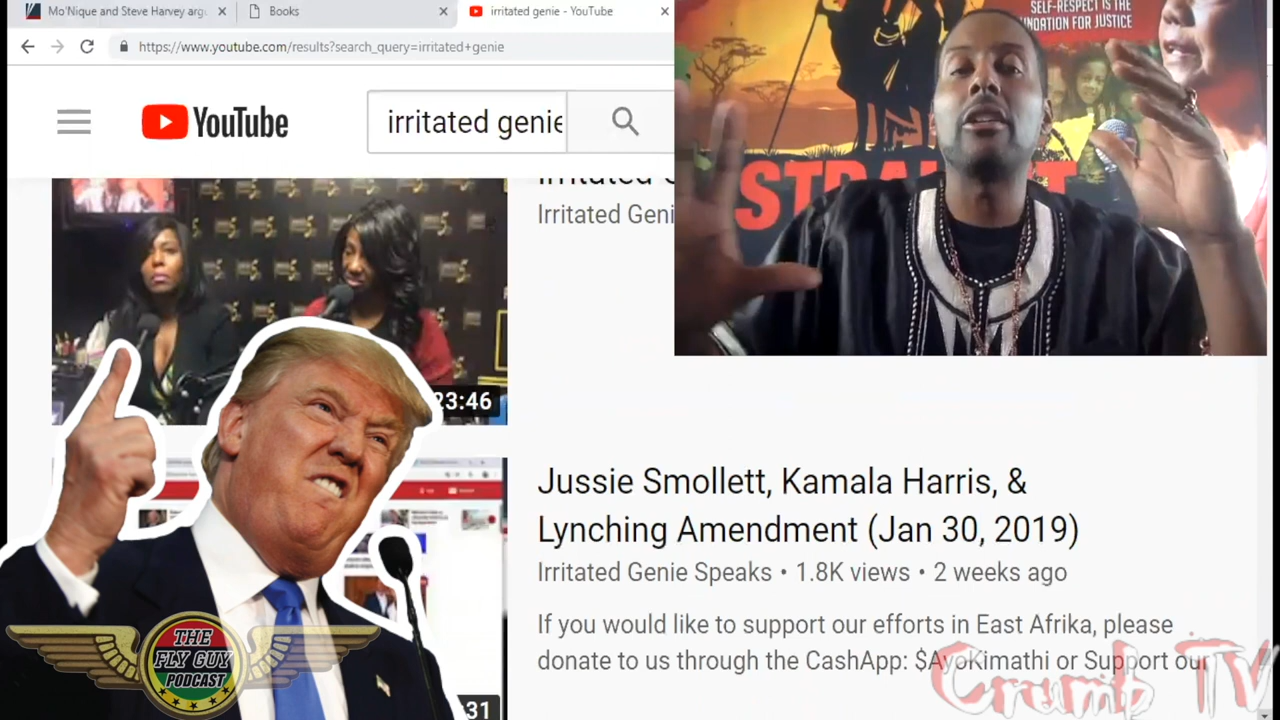 Mo'Nique and Steve Harvey argu
Books
irritated genie - YouTube
https://www.youtube.com/results?search_query=irritated+genie
YouTube
irritated genie
SELF-RESPECT IS THE
FOUNDATION FOR JUSTICE
Irritated Geni
23:46
Jussie Smollett, Kamala Harris, &
Lynching Amendment (Jan 30, 2019)
Irritated Genie Speaks • 1.8K views • 2 weeks ago
If you would like to support our efforts in East Afrika, please
donate to us through the CashApp: $AyoKimathi or Support our
31
THE
FLY GUY
PODCAST
Crumb TV